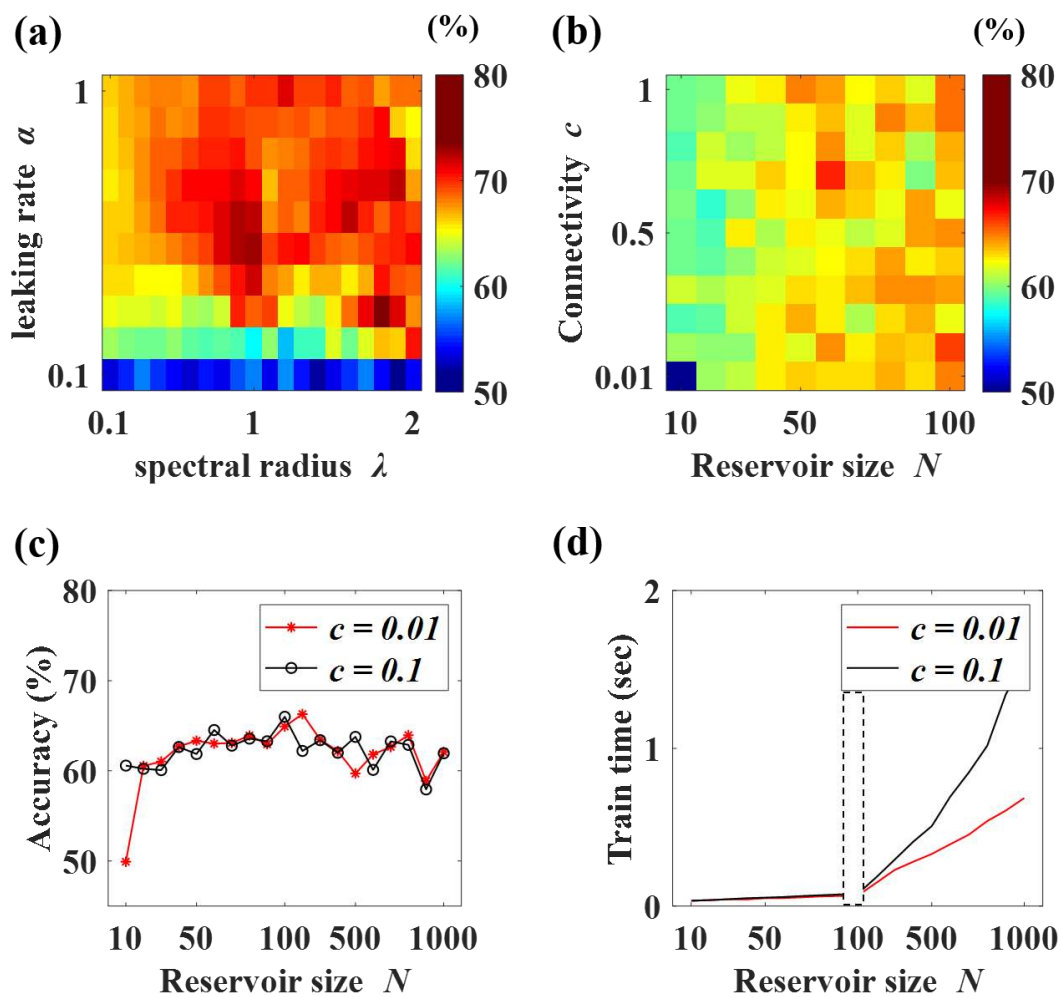 (a)
(%)
leaking rate α
1
0.1
0.1 1 2
spectral radius λ
80
70
60
50
(b)
(%)
Connectivity c
1
0.5
0.01
10 50 100
Reservoir size N
80
70
60
50
(c)
Accuracy (%)
80
70
60
50
c = 0.01
c = 0.1
10 50 100 500 1000
Reservoir size N
(d)
Train time (sec)
2
1
0
c = 0.01
c = 0.1
10 50 100 500 1000
Reservoir size N